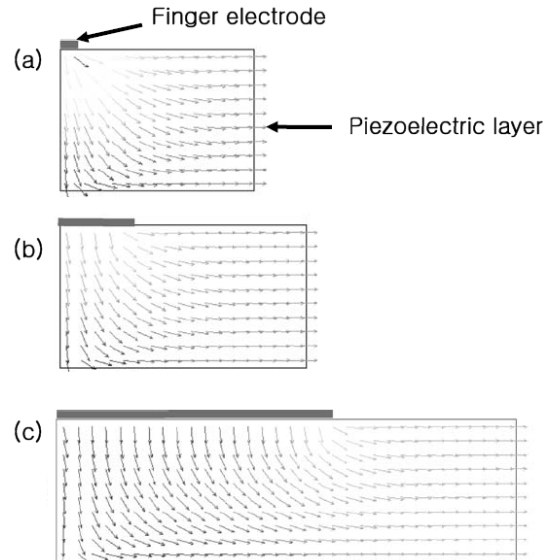 Finger electrode
(a)
Piezoelectric layer
(b)
(c)